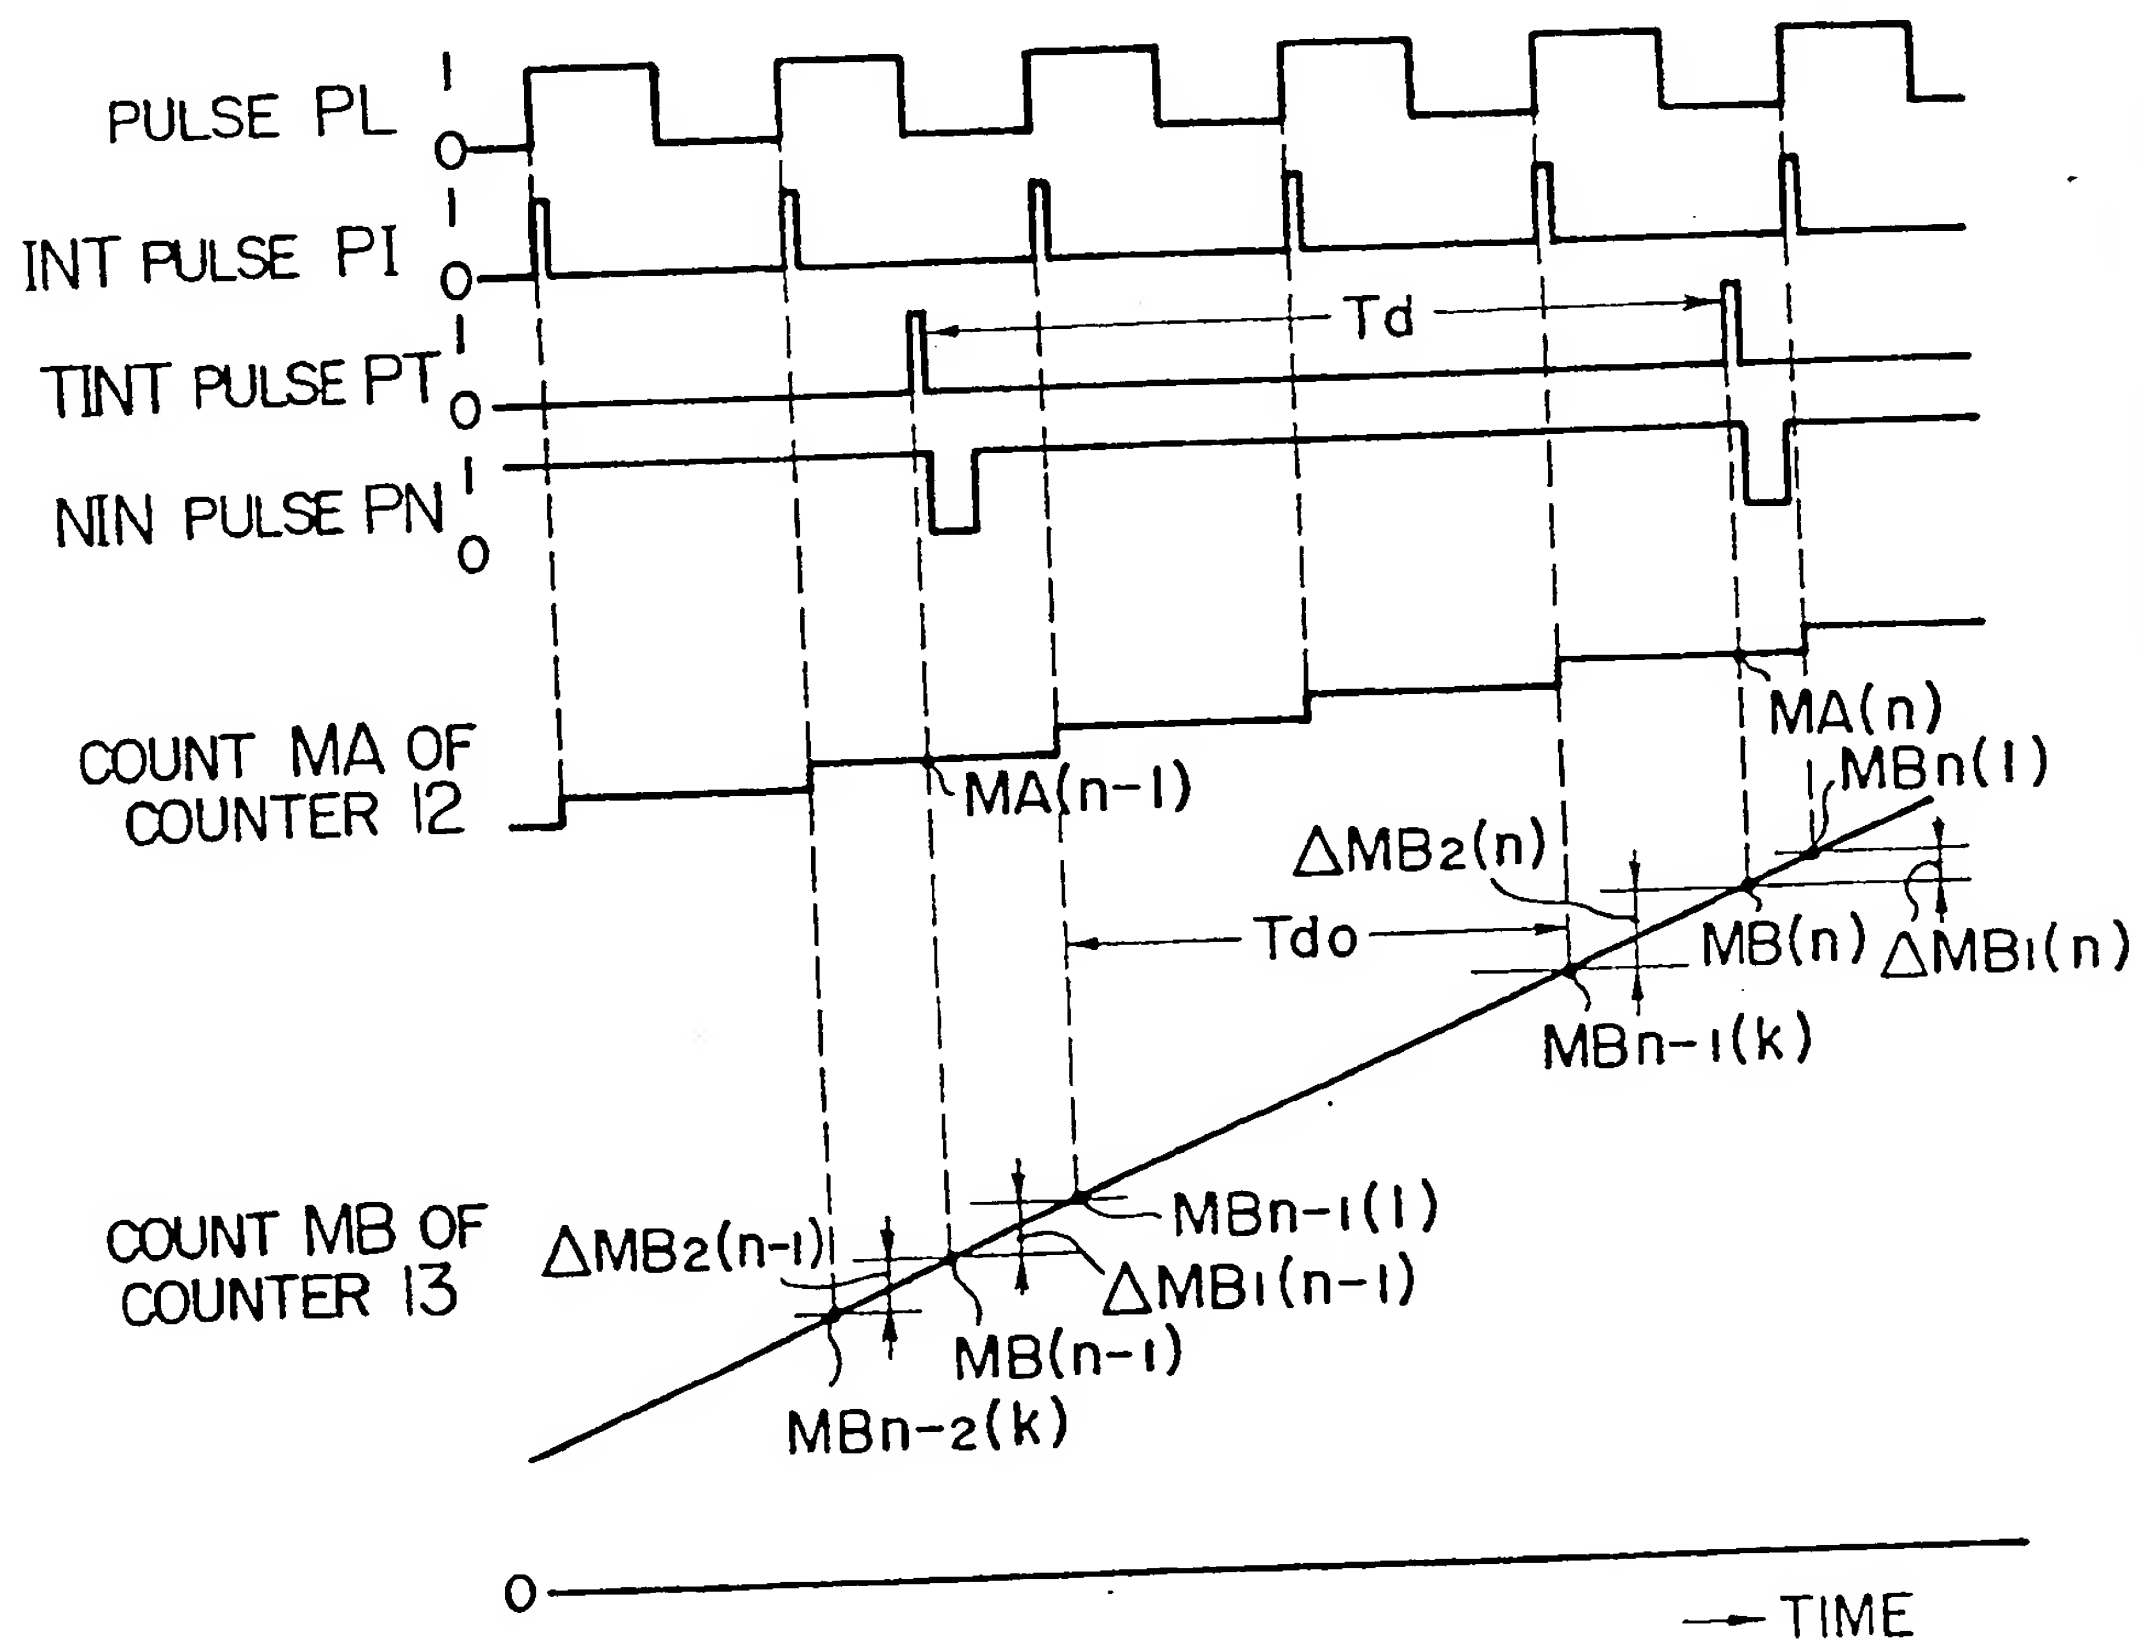 1
PULSE PL
0
1
INT PULSE PI
0
1
Td
TINT PULSE PT
0
1
NIN PULSE PN
0
MA(n)
COUNT MA OF
COUNTER 12
MA(n-1)
MBn(1)
ΔMB2(n)
Tdo
MB(n)
ΔMB1(n)
MBn-1(k)
COUNT MB OF
COUNTER 13
ΔMB2(n-1)
MBn-1(1)
ΔMB1(n-1)
MB(n-1)
MBn-2(k)
0
TIME